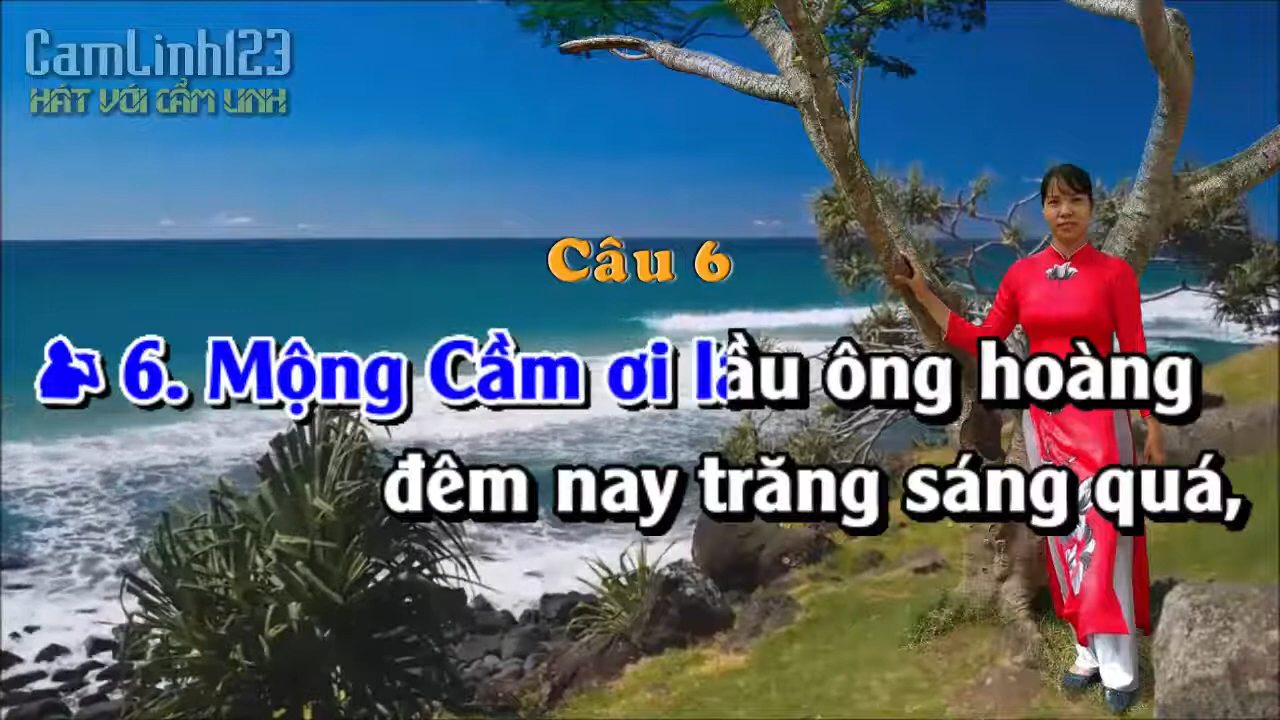 CamLinh123
HÁT VỚI CẨM LINH
Câu 6
6. Mộng Cầm ơi lầu ông hoàng
đêm nay trăng sáng quá,